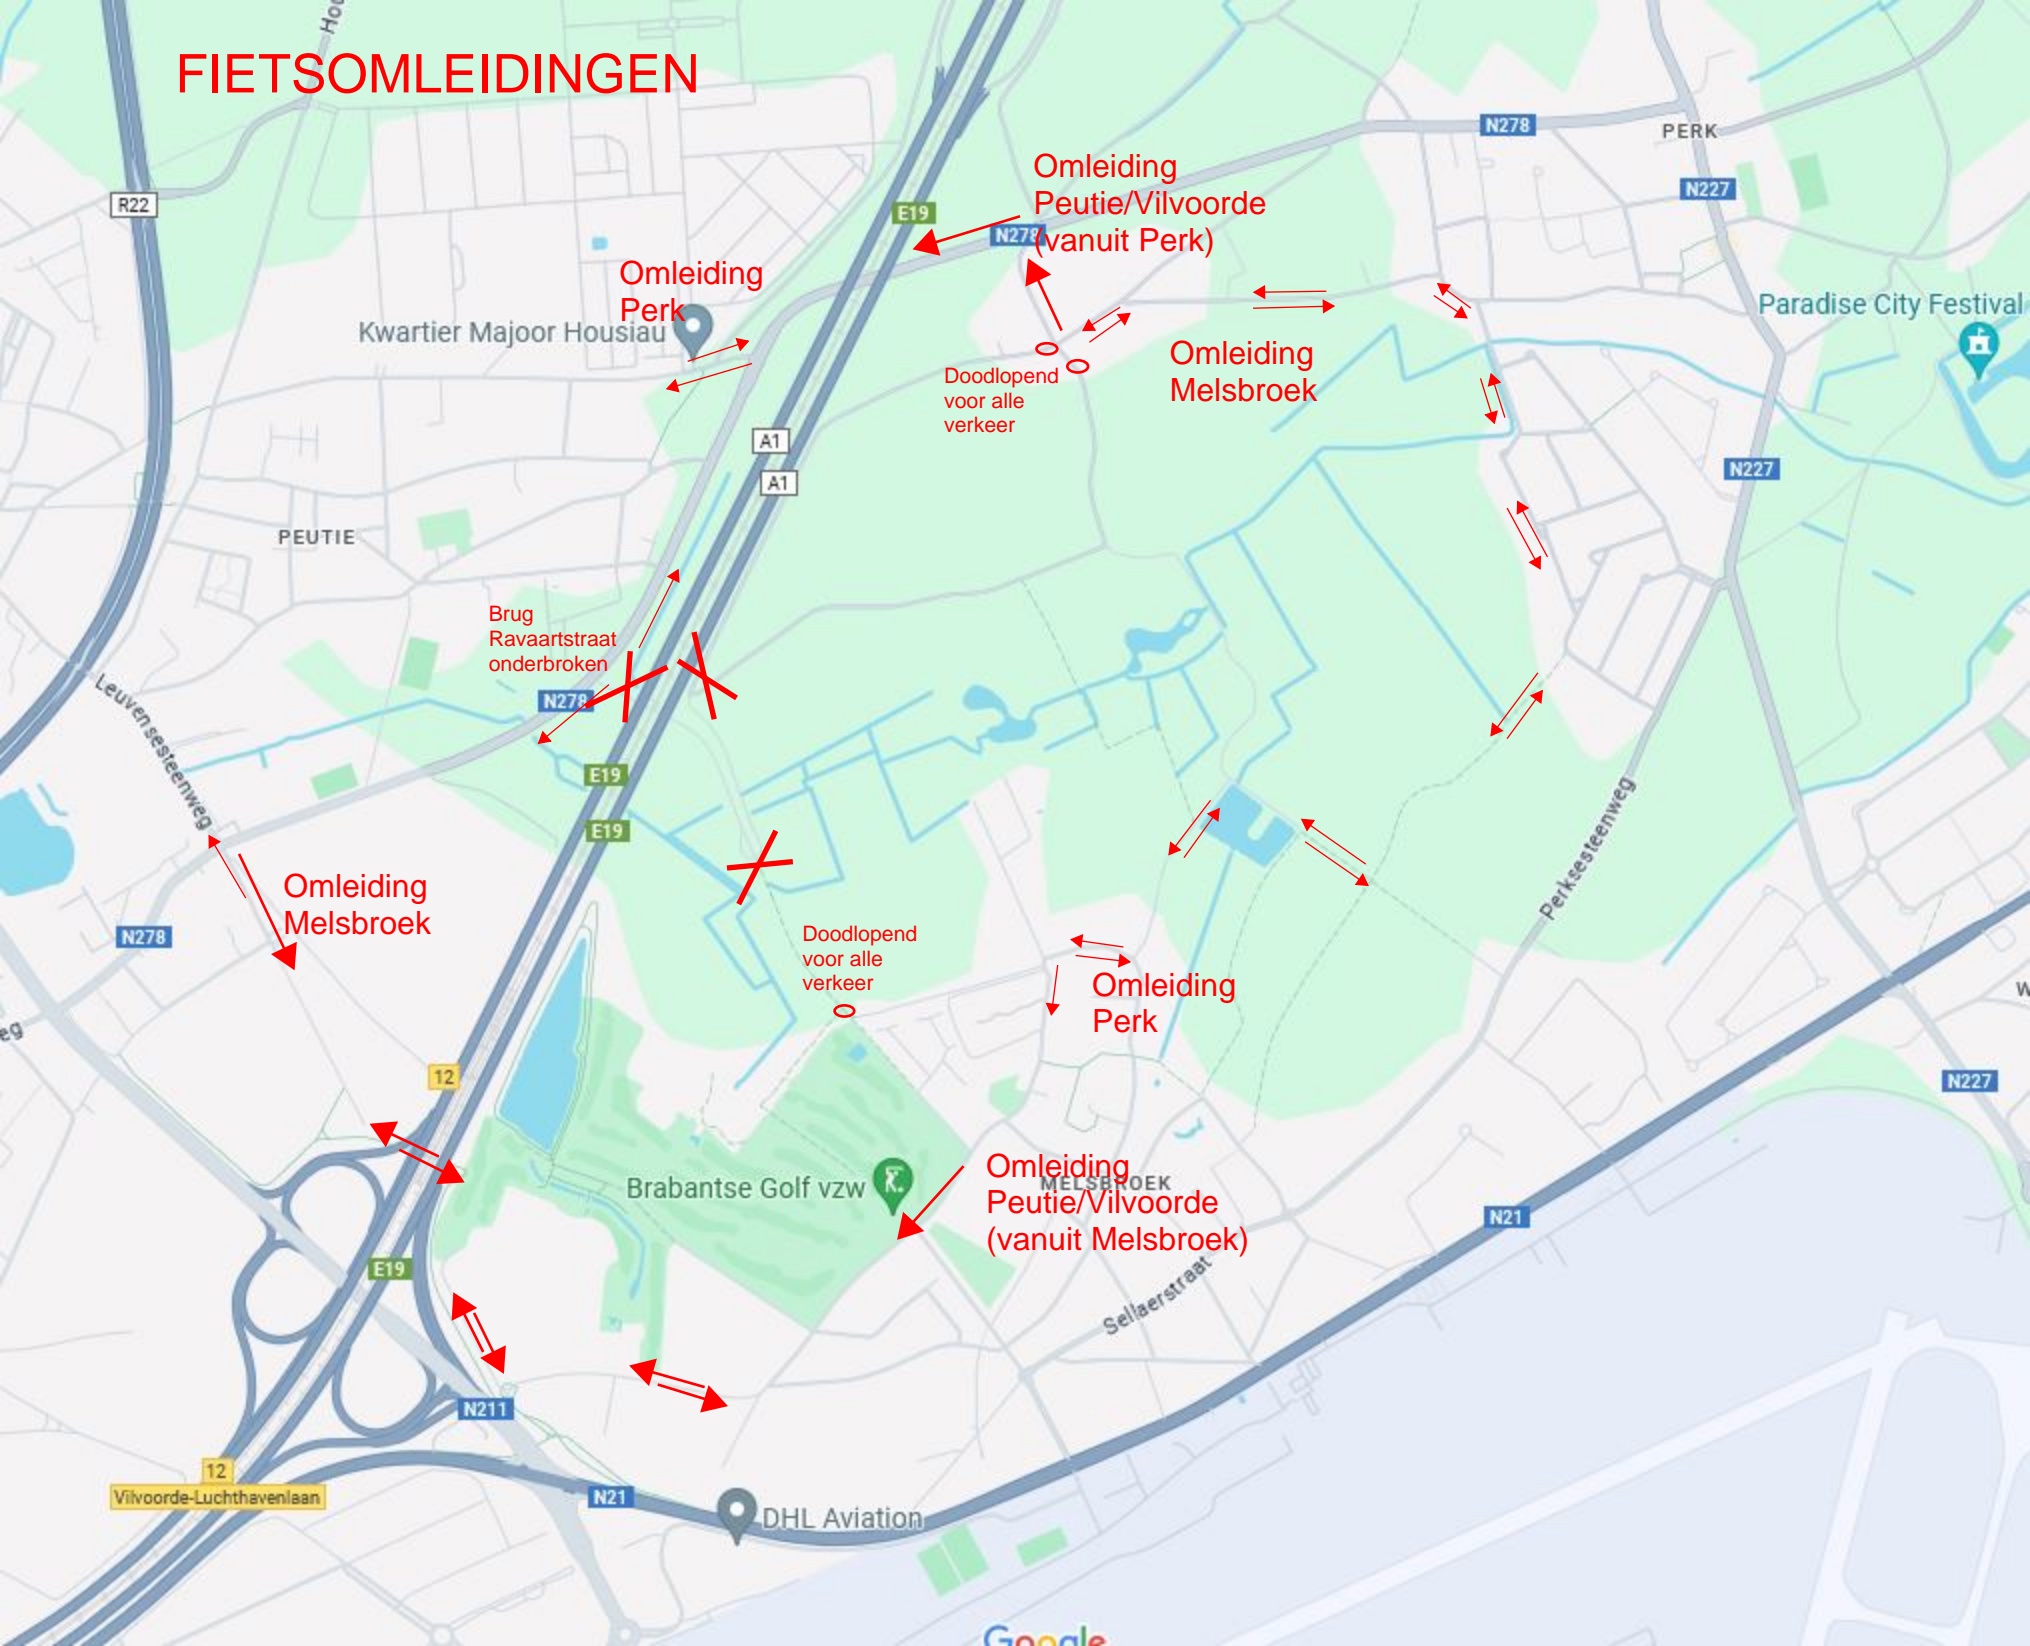 FIETSOMLEIDINGEN
R22
N278
PERK
N227
Omleiding
Peutie/Vilvoorde
(vanuit Perk)
E19
N278
Omleiding
Perk
Kwartier Majoor Housiau
Paradise City Festival
Omleiding
Melsbroek
Doodlopend
voor alle
verkeer
A1
A1
N227
PEUTIE
Brug
Ravaartstraat
onderbroken
N278
Leuvensesteenweg
E19
E19
Perksesteenweg
Omleiding
Melsbroek
N278
Doodlopend
voor alle
verkeer
Omleiding
Perk
12
N227
Brabantse Golf vzw
Omleiding
Peutie/Vilvoorde
(vanuit Melsbroek)
MELSBROEK
N21
E19
Sellaerstraat
N211
12
Vilvoorde-Luchthavenlaan
N21
DHL Aviation
Google